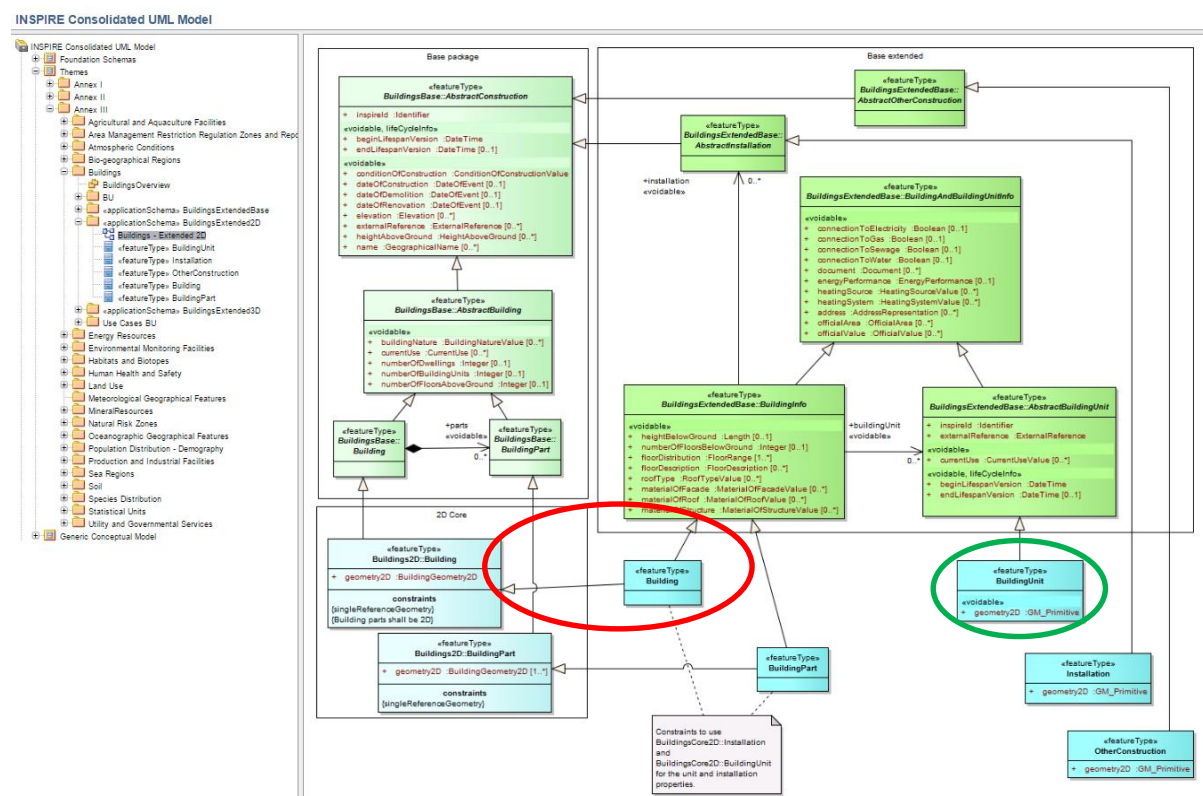 INSPIRE Consolidated UML Model
INSPIRE Consolidated UML Model
Foundation Schemas
Themes
Annex I
Annex II
Annex III
Agricultural and Aquaculture Facilities
Area Management Restriction Regulation Zones and Repo
Atmospheric Conditions
Bio-geographical Regions
Buildings
BuildingsOverview
BU
«applicationSchema» BuildingsExtendedBase
«applicationSchema» BuildingsExtended2D
Buildings - Extended 2D
«featureType» BuildingUnit
«featureType» Installation
«featureType» OtherConstruction
«featureType» Building
«featureType» BuildingPart
«applicationSchema» BuildingsExtended3D
Use Cases BU
Energy Resources
Environmental Monitoring Facilities
Habitats and Biotopes
Human Health and Safety
Land Use
Meteorological Geographical Features
MineralResources
Natural Risk Zones
Oceanographic Geographical Features
Population Distribution - Demography
Production and Industrial Facilities
Sea Regions
Soil
Species Distribution
Statistical Units
Utility and Governmental Services
Generic Conceptual Model
Base package
«featureType»
BuildingsBase::AbstractConstruction
+ inspireId :Identifier
«voidable, lifeCycleInfo»
+ beginLifespanVersion :DateTime
+ endLifespanVersion :DateTime [0..1]
«voidable»
+ conditionOfConstruction :ConditionOfConstructionValue
+ dateOfConstruction :DateOfEvent [0..1]
+ dateOfDemolition :DateOfEvent [0..1]
+ dateOfRenovation :DateOfEvent [0..1]
+ elevation :Elevation [0..*]
+ externalReference :ExternalReference [0..*]
+ heightAboveGround :HeightAboveGround [0..*]
+ name :GeographicalName [0..*]
«featureType»
BuildingsBase::AbstractBuilding
«voidable»
+ buildingNature :BuildingNatureValue [0..*]
+ currentUse :CurrentUse [0..*]
+ numberOfDwellings :Integer [0..1]
+ numberOfBuildingUnits :Integer [0..1]
+ numberOfFloorsAboveGround :Integer [0..1]
«featureType»
BuildingsBase::
Building
+parts
«voidable»
0..*
«featureType»
BuildingsBase::
BuildingPart
2D Core
«featureType»
Buildings2D::Building
+ geometry2D :BuildingGeometry2D
constraints
{singleReferenceGeometry}
{Building parts shall be 2D}
«featureType»
Buildings2D::BuildingPart
+ geometry2D :BuildingGeometry2D [1..*]
constraints
{singleReferenceGeometry}
Base extended
«featureType»
BuildingsExtendedBase::
AbstractOtherConstruction
«featureType»
BuildingsExtendedBase::
AbstractInstallation
+installation
«voidable»
0..*
«featureType»
BuildingsExtendedBase::BuildingAndBuildingUnitInfo
«voidable»
+ connectionToElectricity :Boolean [0..1]
+ connectionToGas :Boolean [0..1]
+ connectionToSewage :Boolean [0..1]
+ connectionToWater :Boolean [0..1]
+ document :Document [0..*]
+ energyPerformance :EnergyPerformance [0..*]
+ heatingSource :HeatingSourceValue [0..*]
+ heatingSystem :HeatingSystemValue [0..*]
+ address :AddressRepresentation [0..*]
+ officialArea :OfficialArea [0..*]
+ officialValue :OfficialValue [0..*]
«featureType»
BuildingsExtendedBase::BuildingInfo
«voidable»
+ heightBelowGround :Length [0..1]
+ numberOfFloorsBelowGround :Integer [0..1]
+ floorDistribution :FloorRange [1..*]
+ floorDescription :FloorDescription [0..*]
+ roofType :RoofTypeValue [0..*]
+ materialOfFacade :MaterialOfFacadeValue [0..*]
+ materialOfRoof :MaterialOfRoofValue [0..*]
+ materialOfStructure :MaterialOfStructureValue [0..*]
+buildingUnit
«voidable»
0..*
«featureType»
BuildingsExtendedBase::AbstractBuildingUnit
+ inspireId :Identifier
+ externalReference :ExternalReference
«voidable»
+ currentUse :CurrentUseValue [0..*]
«voidable, lifeCycleInfo»
+ beginLifespanVersion :DateTime
+ endLifespanVersion :DateTime [0..1]
«featureType»
Building
«featureType»
BuildingUnit
«voidable»
+ geometry2D :GM_Primitive
«featureType»
BuildingPart
«featureType»
Installation
+ geometry2D :GM_Primitive
Constraints to use
BuildingsCore2D::Installation
and
BuildingsCore2D::BuildingUnit
for the unit and installation
properties.
«featureType»
OtherConstruction
+ geometry2D :GM_Primitive